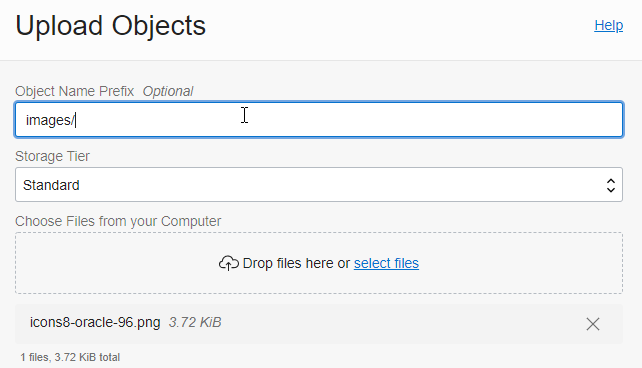 Upload Objects
Help
Object Name Prefix Optional
images/
Storage Tier
Standard
Choose Files from your Computer
Drop files here or select files
icons8-oracle-96.png 3.72 KiB
1 files, 3.72 KiB total